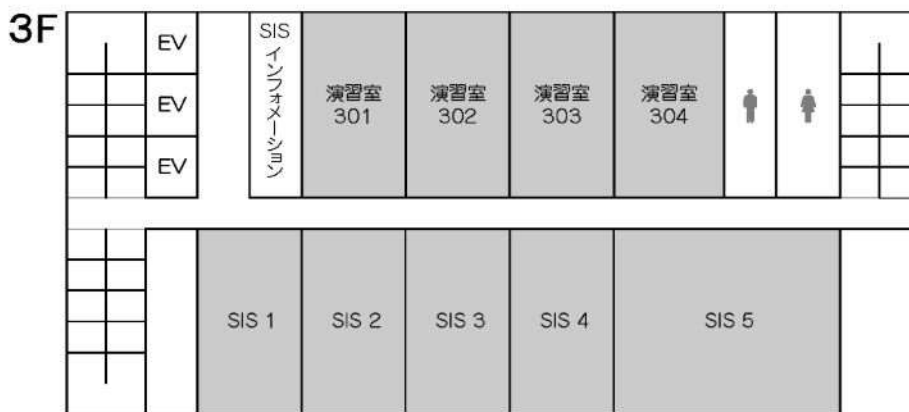 3F
EV
EV
EV
SIS
インフォメーション
演習室
301
演習室
302
演習室
303
演習室
304
SIS 1
SIS 2
SIS 3
SIS 4
SIS 5